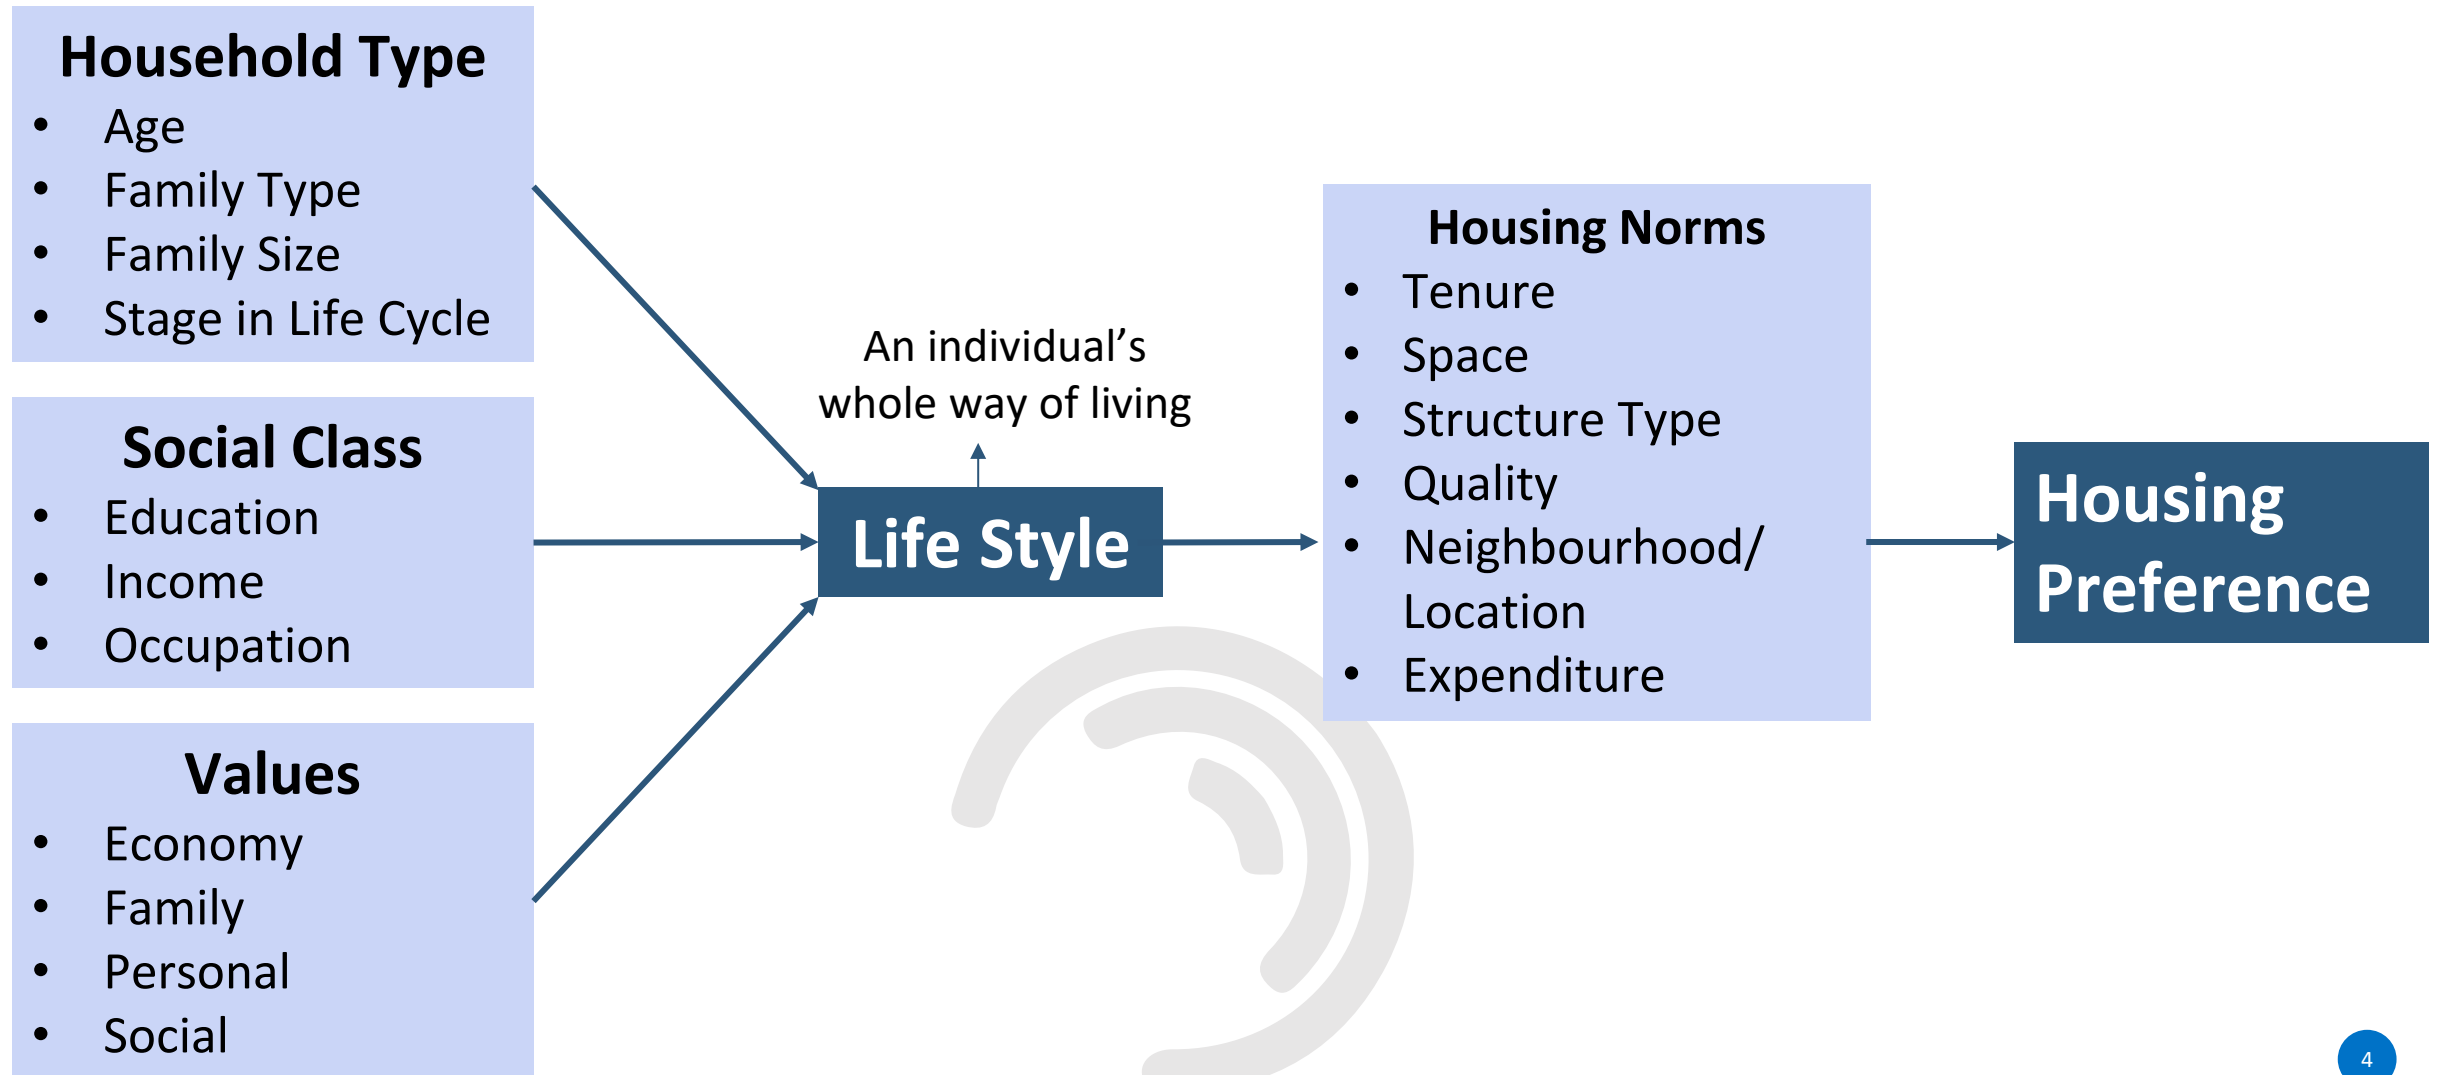 Household Type
• Age
• Family Type
• Family Size
• Stage in Life Cycle
Social Class
• Education
• Income
• Occupation
Values
• Economy
• Family
• Personal
• Social
An individual’s
whole way of living
Life Style
Housing Norms
• Tenure
• Space
• Structure Type
• Quality
• Neighbourhood/
Location
• Expenditure
Housing
Preference
4